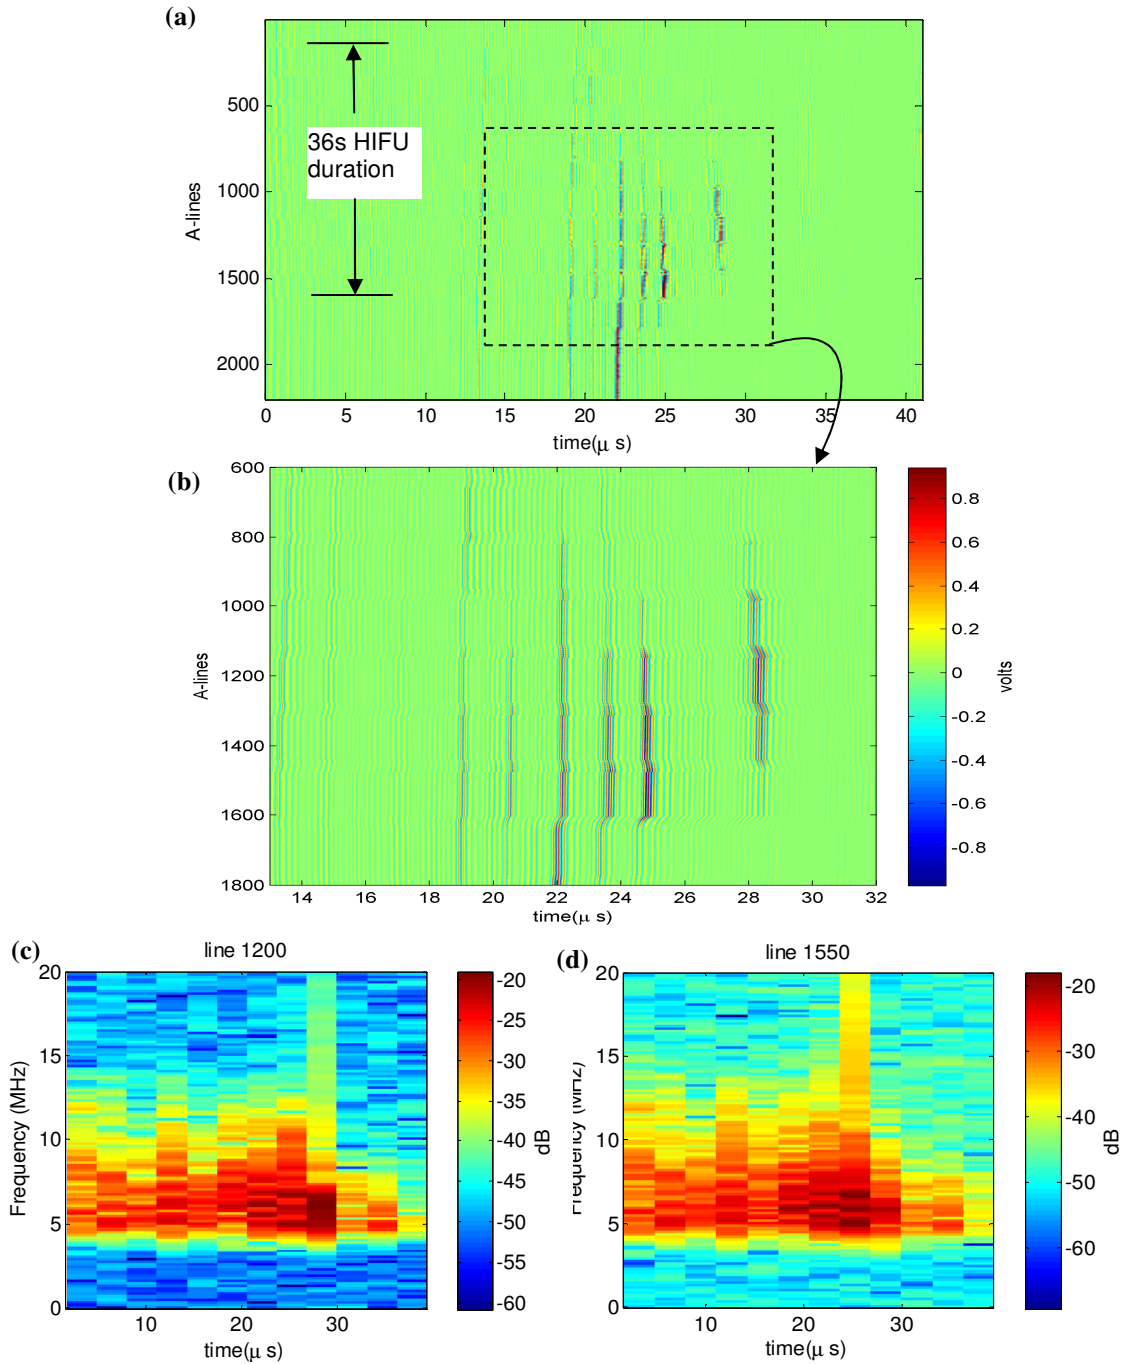 (a)
36s HIFU
duration
A-lines
500
1000
1500
2000
0 5 10 15 20 25 30 35 40
time(μ s)
(b)
A-lines
600
800
1000
1200
1400
1600
1800
14 16 18 20 22 24 26 28 30 32
time(μ s)
0.8
0.6
0.4
0.2
0
-0.2
-0.4
-0.6
-0.8
volts
(c)
line 1200
Frequency (MHz)
20
15
10
5
0
10 20 30
time(μ s)
-20
-25
-30
-35
-40
-45
-50
-55
-60
dB
(d)
line 1550
Frequency (MHz)
20
15
10
5
0
10 20 30
time(μ s)
-20
-30
-40
-50
-60
dB